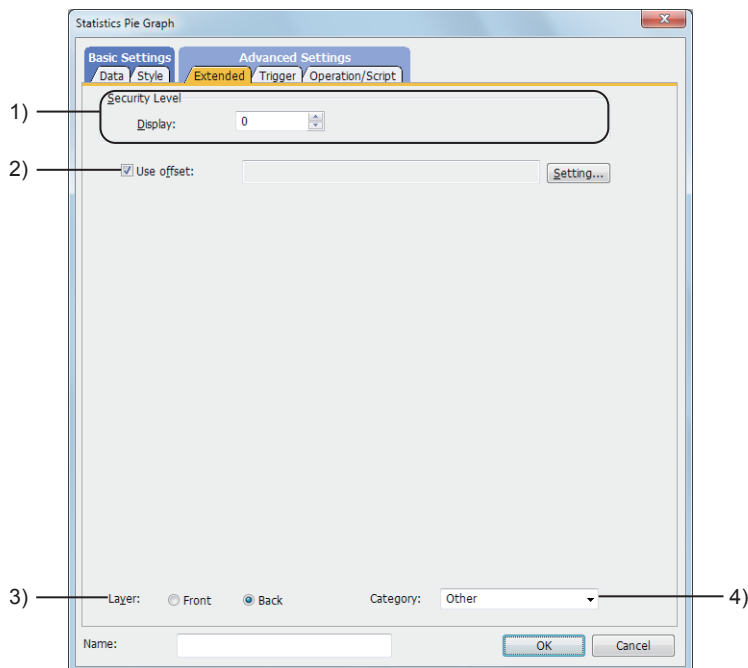 Statistics Pie Graph
Basic Settings Advanced Settings
Data Style Extended Trigger Operation/Script
1)
Security Level
Display: 0
2)
Use offset: Setting...
3)
Layer: Front Back Category: Other
4)
Name: OK Cancel